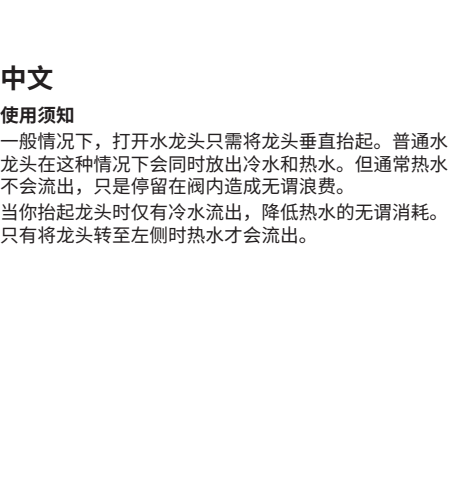 中文
使用须知
一般情况下，打开水龙头只需将龙头垂直抬起。普通水
龙头在这种情况下会同时放出冷水和热水。但通常热水
不会流出，只是停留在阀内造成无谓浪费。
当你抬起龙头时仅有冷水流出，降低热水的无谓消耗。
只有将龙头转至左侧时热水才会流出。